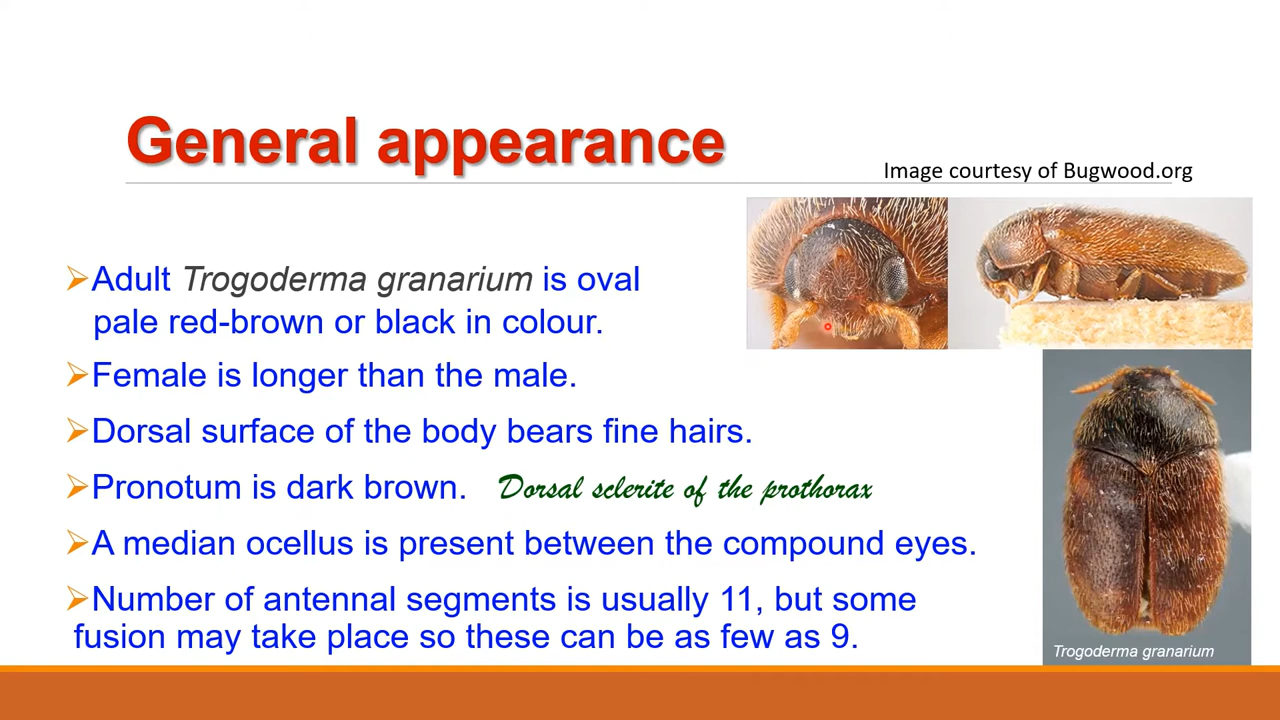 General appearance
Image courtesy of Bugwood.org
➢Adult Trogoderma granarium is oval
pale red-brown or black in colour.
➢Female is longer than the male.
➢Dorsal surface of the body bears fine hairs.
➢Pronotum is dark brown. Dorsal sclerite of the prothorax
➢A median ocellus is present between the compound eyes.
➢Number of antennal segments is usually 11, but some
fusion may take place so these can be as few as 9.
Trogoderma granarium